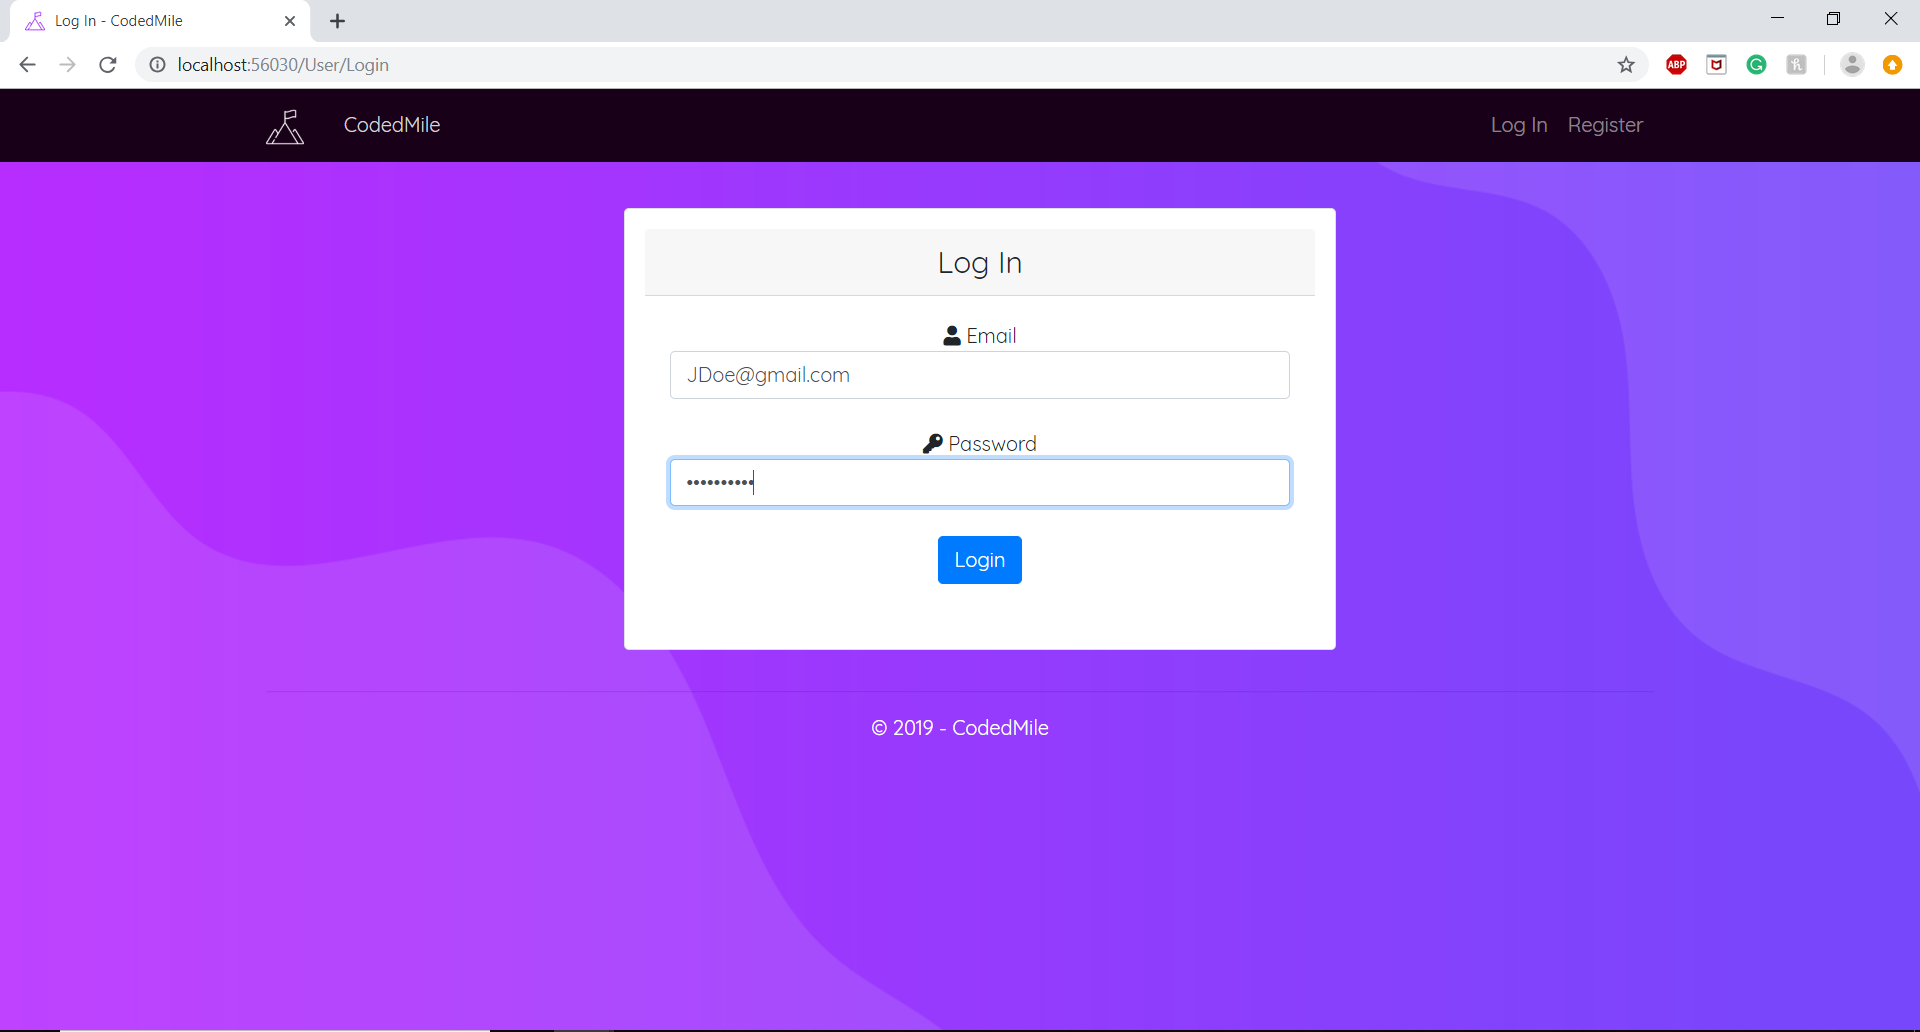 Log In - CodedMile
localhost:56030/User/Login
ABP
CodedMile
Log In
Register
Log In
Email
JDoe@gmail.com
Password
••••••••••
Login
© 2019 - CodedMile